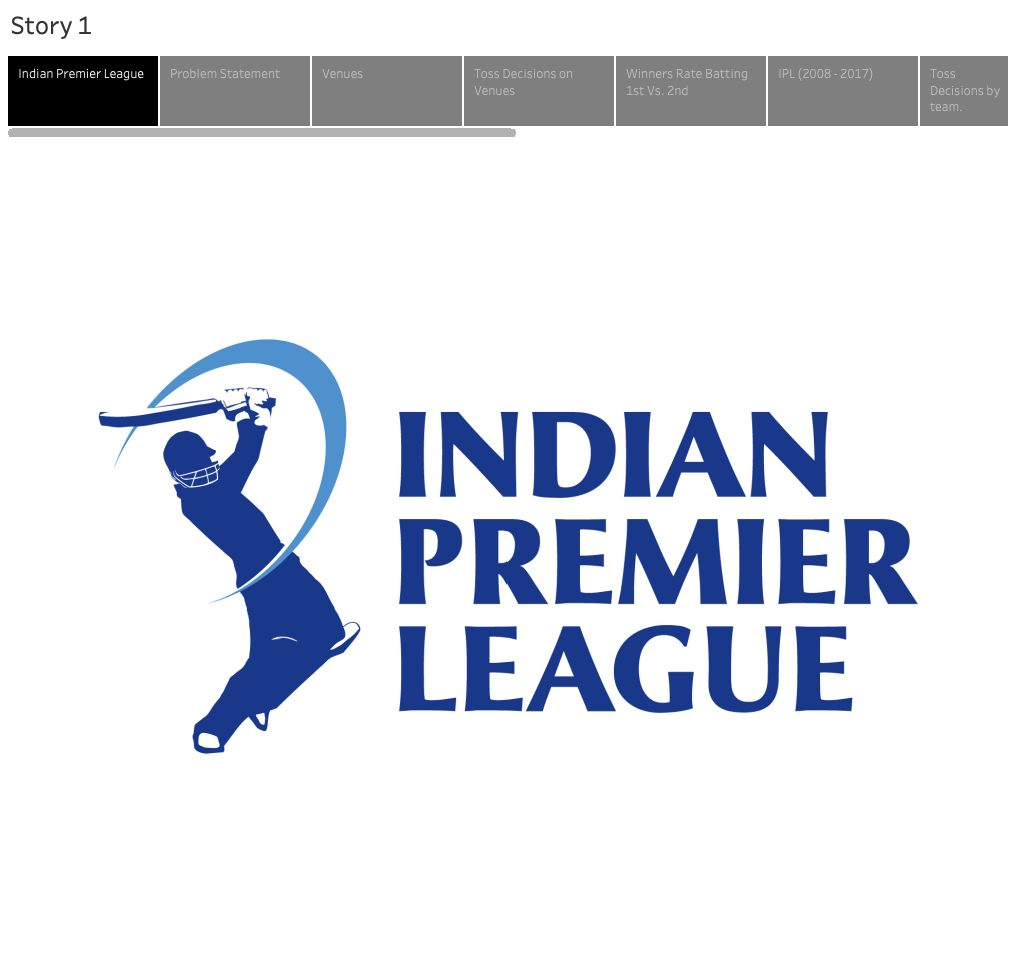 Story 1
Indian Premier League
Problem Statement
Venues
Toss Decisions on
Venues
Winners Rate Batting
1st Vs. 2nd
IPL (2008 - 2017)
Toss
Decisions by
team.
INDIAN
PREMIER
LEAGUE